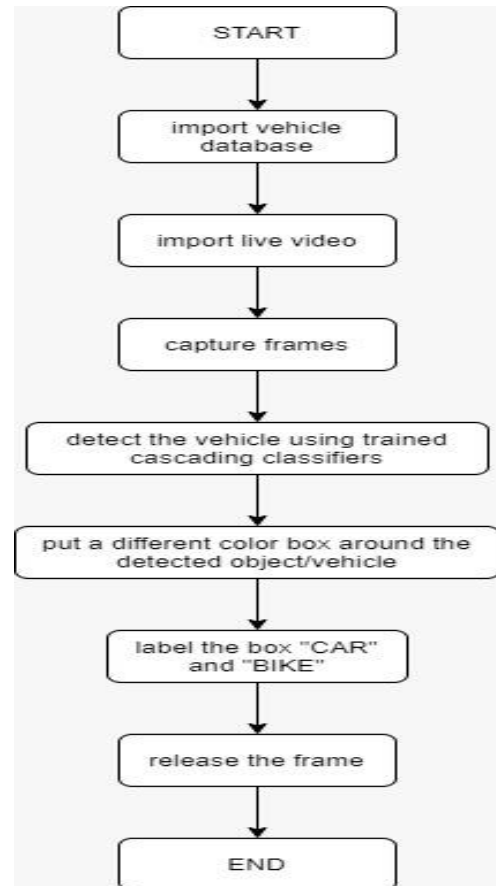 START
import vehicle
database
import live video
capture frames
detect the vehicle using trained
cascading classifiers
put a different color box around the
detected object/vehicle
label the box "CAR"
and "BIKE"
release the frame
END